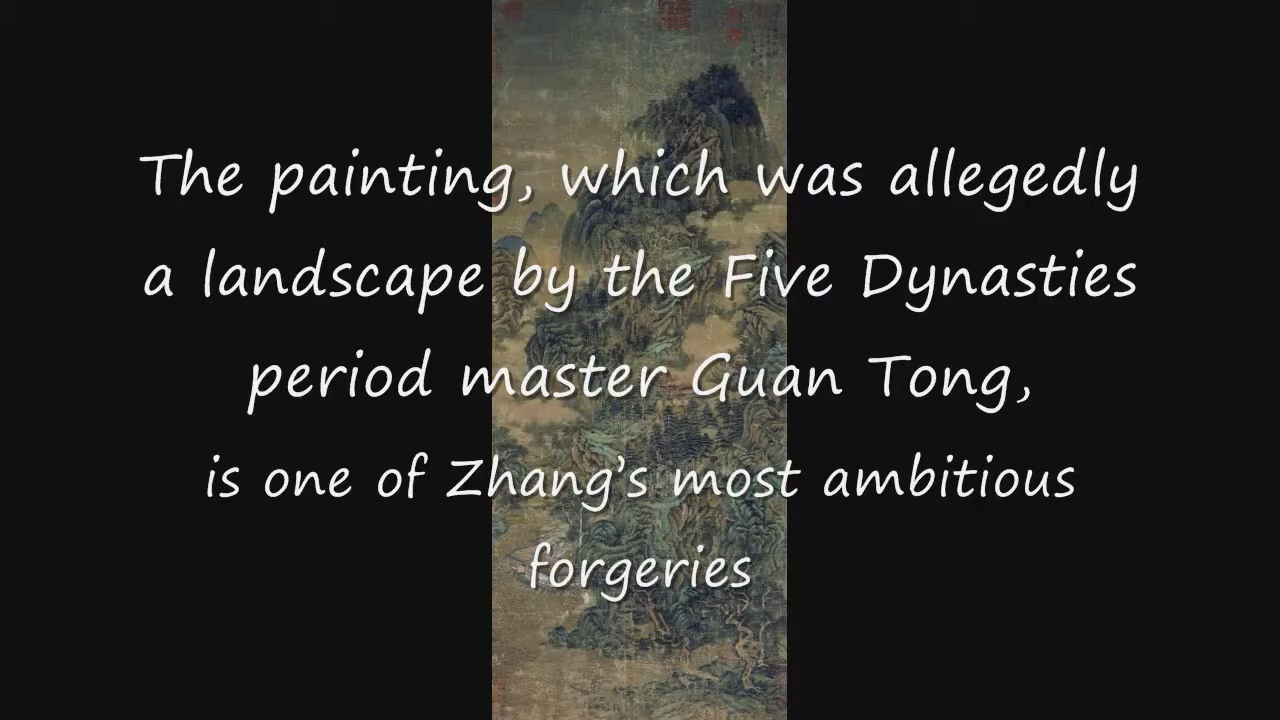 The painting, which was allegedly
a landscape by the Five Dynasties
period master Guan Tong,
is one of Zhang’s most ambitious
forgeries